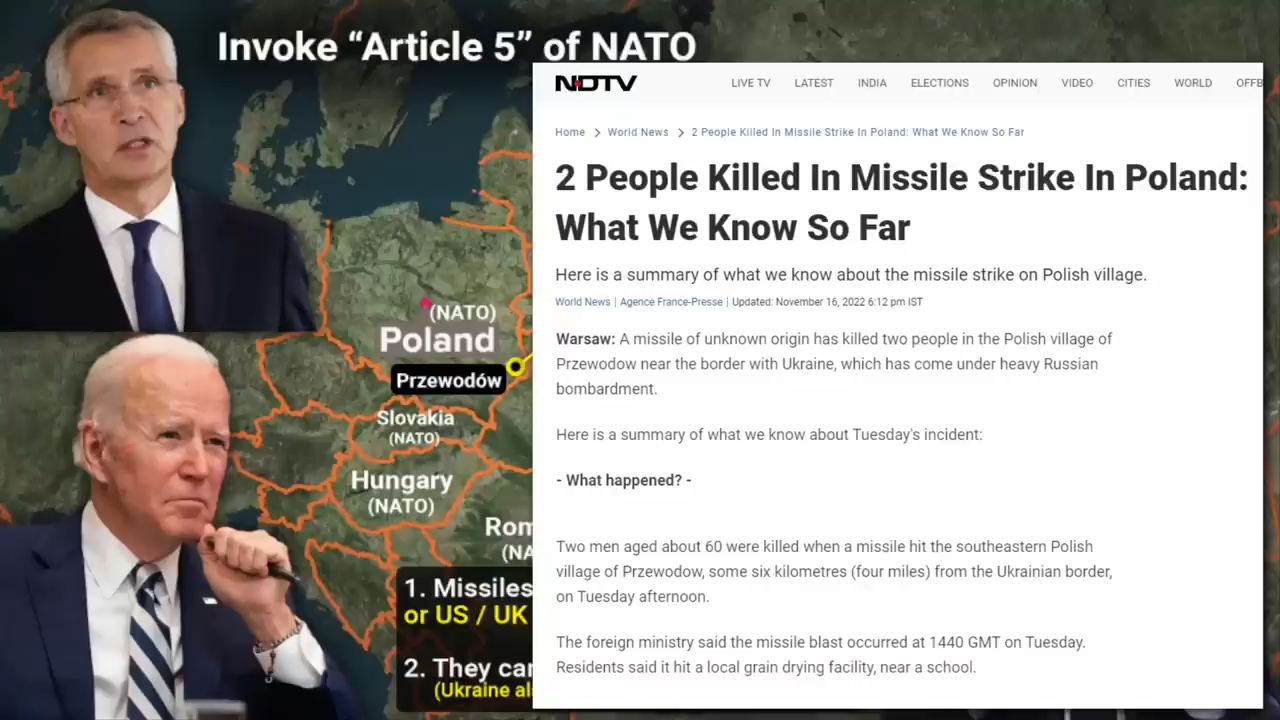 Invoke “Article 5” of NATO
(NATO)
Poland
Przewodów
Slovakia
(NATO)
Hungary
(NATO)
1. Missiles
or US / UK
2. They
(Ukraine
NDTV
LIVE TV LATEST INDIA ELECTIONS OPINION VIDEO CITIES WORLD
Home > World News > 2 People Killed In Missile Strike In Poland: What We Know So Far
2 People Killed In Missile Strike In Poland:
What We Know So Far
Here is a summary of what we know about the missile strike on Polish village.
World News | Agence France-Presse | Updated: November 16, 2022 6:12 pm IST
Warsaw: A missile of unknown origin has killed two people in the Polish village of
Przewodow near the border with Ukraine, which has come under heavy Russian
bombardment.
Here is a summary of what we know about Tuesday's incident:
- What happened? -
Two men aged about 60 were killed when a missile hit the southeastern Polish
village of Przewodow, some six kilometres (four miles) from the Ukrainian border,
on Tuesday afternoon.
The foreign ministry said the missile blast occurred at 1440 GMT on Tuesday.
Residents said it hit a local grain drying facility, near a school.